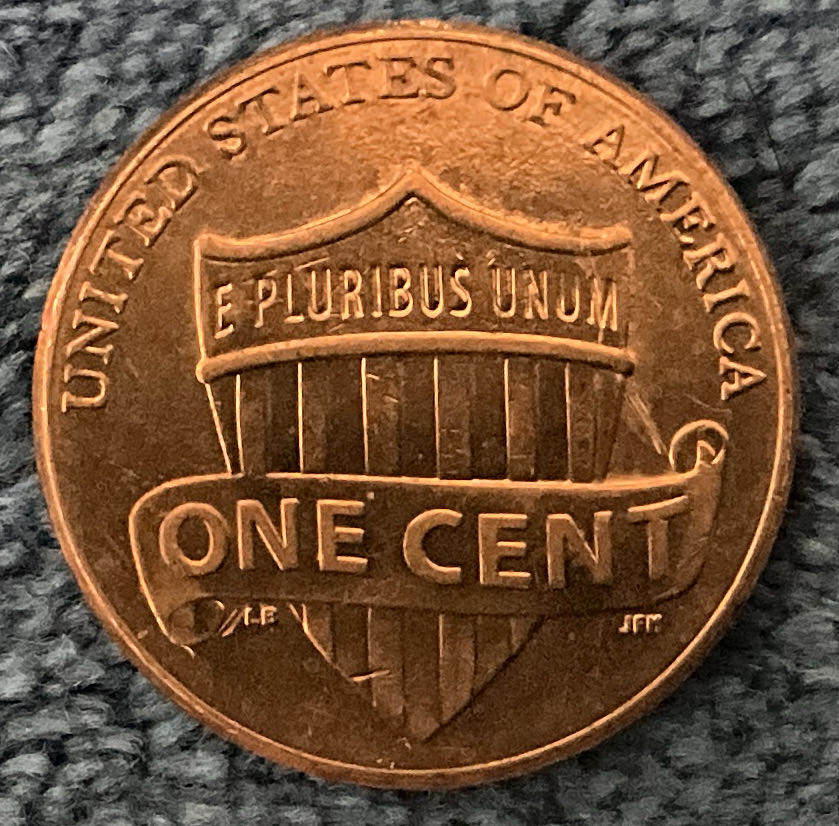 UNITED STATES OF AMERICA
E PLURIBUS UNUM
ONE CENT
LB
JFM